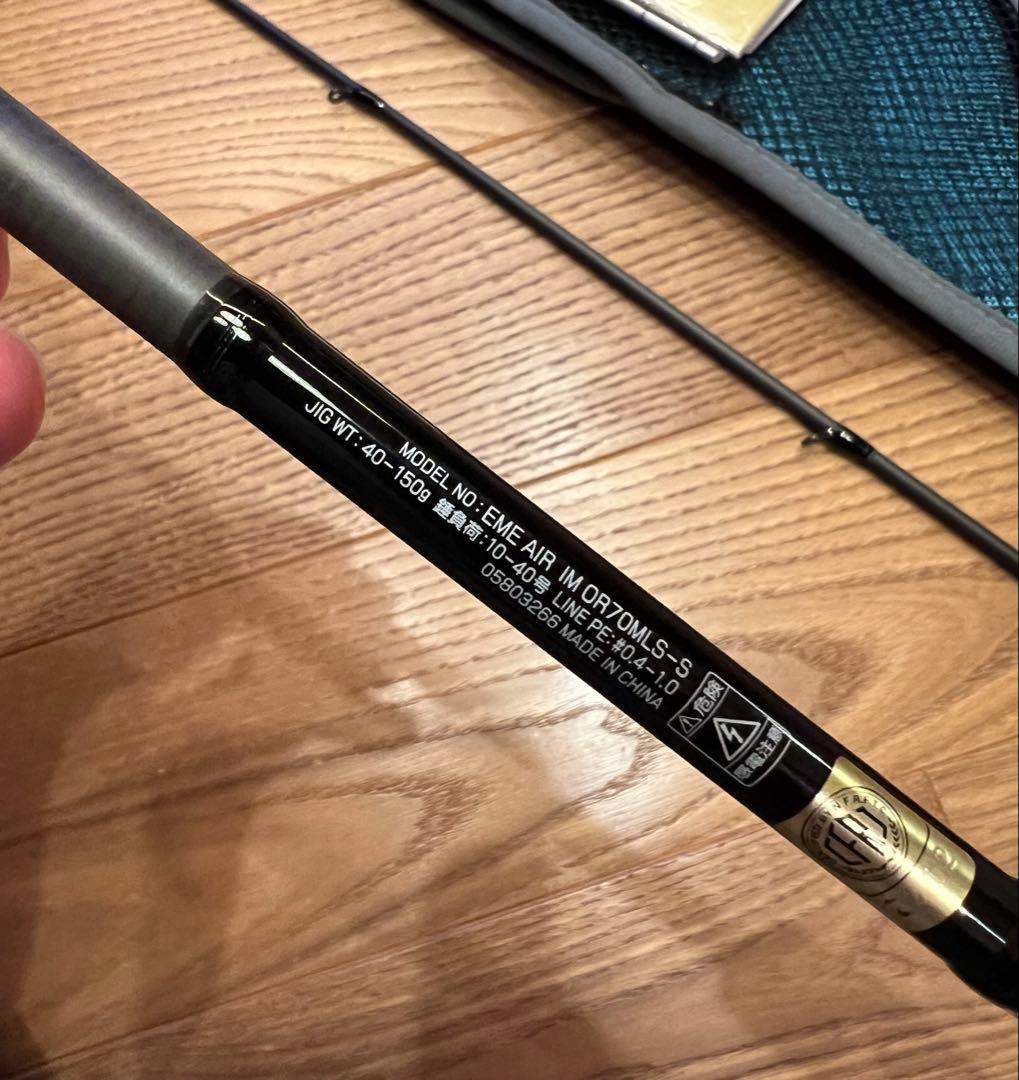 MODEL NO:EME AIR IM OR70MLS-S
JIG WT:40-150g 錘負荷:10-40号 LINE PE:#0.4-1.0
05803266 MADE IN CHINA
⚠危険
感電注意